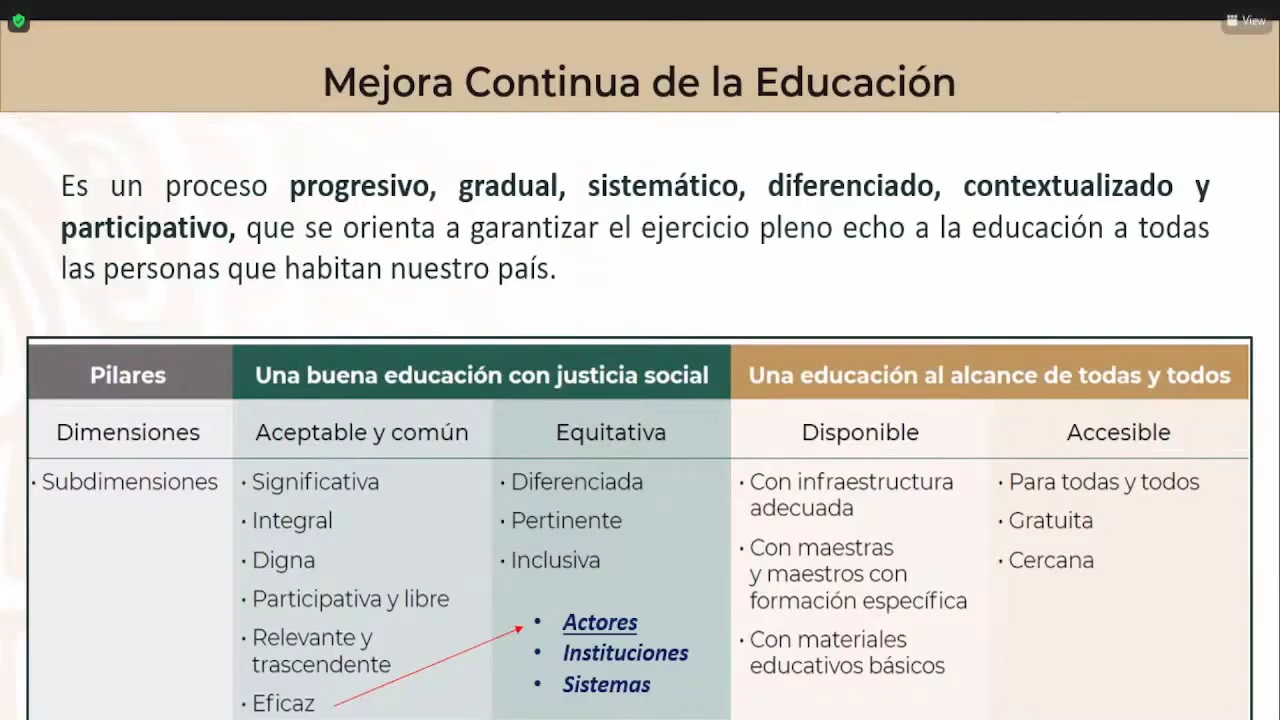 View
Mejora Continua de la Educación
Es un proceso progresivo, gradual, sistemático, diferenciado, contextualizado y
participativo, que se orienta a garantizar el ejercicio pleno echo a la educación a todas
las personas que habitan nuestro país.
Pilares
Una buena educación con justicia social
Una educación al alcance de todas y todos
Dimensiones
Aceptable y común
Equitativa
Disponible
Accesible
· Subdimensiones
· Significativa
· Integral
· Digna
· Participativa y libre
· Relevante y
trascendente
· Eficaz
· Diferenciada
· Pertinente
· Inclusiva
• Actores
• Instituciones
• Sistemas
· Con infraestructura
adecuada
· Con maestras
y maestros con
formación específica
· Con materiales
educativos básicos
· Para todas y todos
· Gratuita
· Cercana